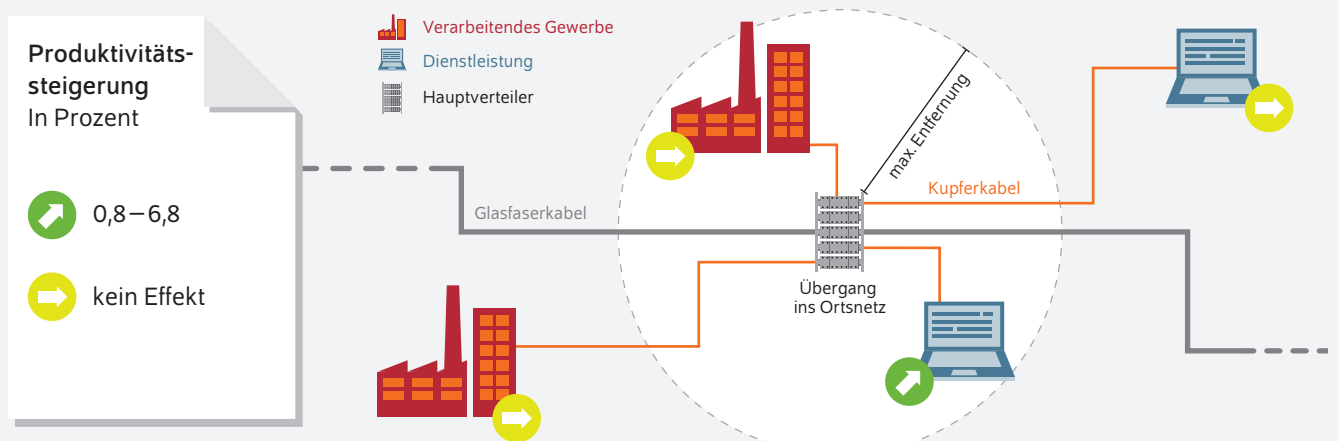 Produktivitäts-
steigerung
In Prozent
0,8–6,8
kein Effekt
Verarbeitendes Gewerbe
Dienstleistung
Hauptverteiler
Glasfaserkabel
max. Entfernung
Kupferkabel
Übergang
ins Ortsnetz